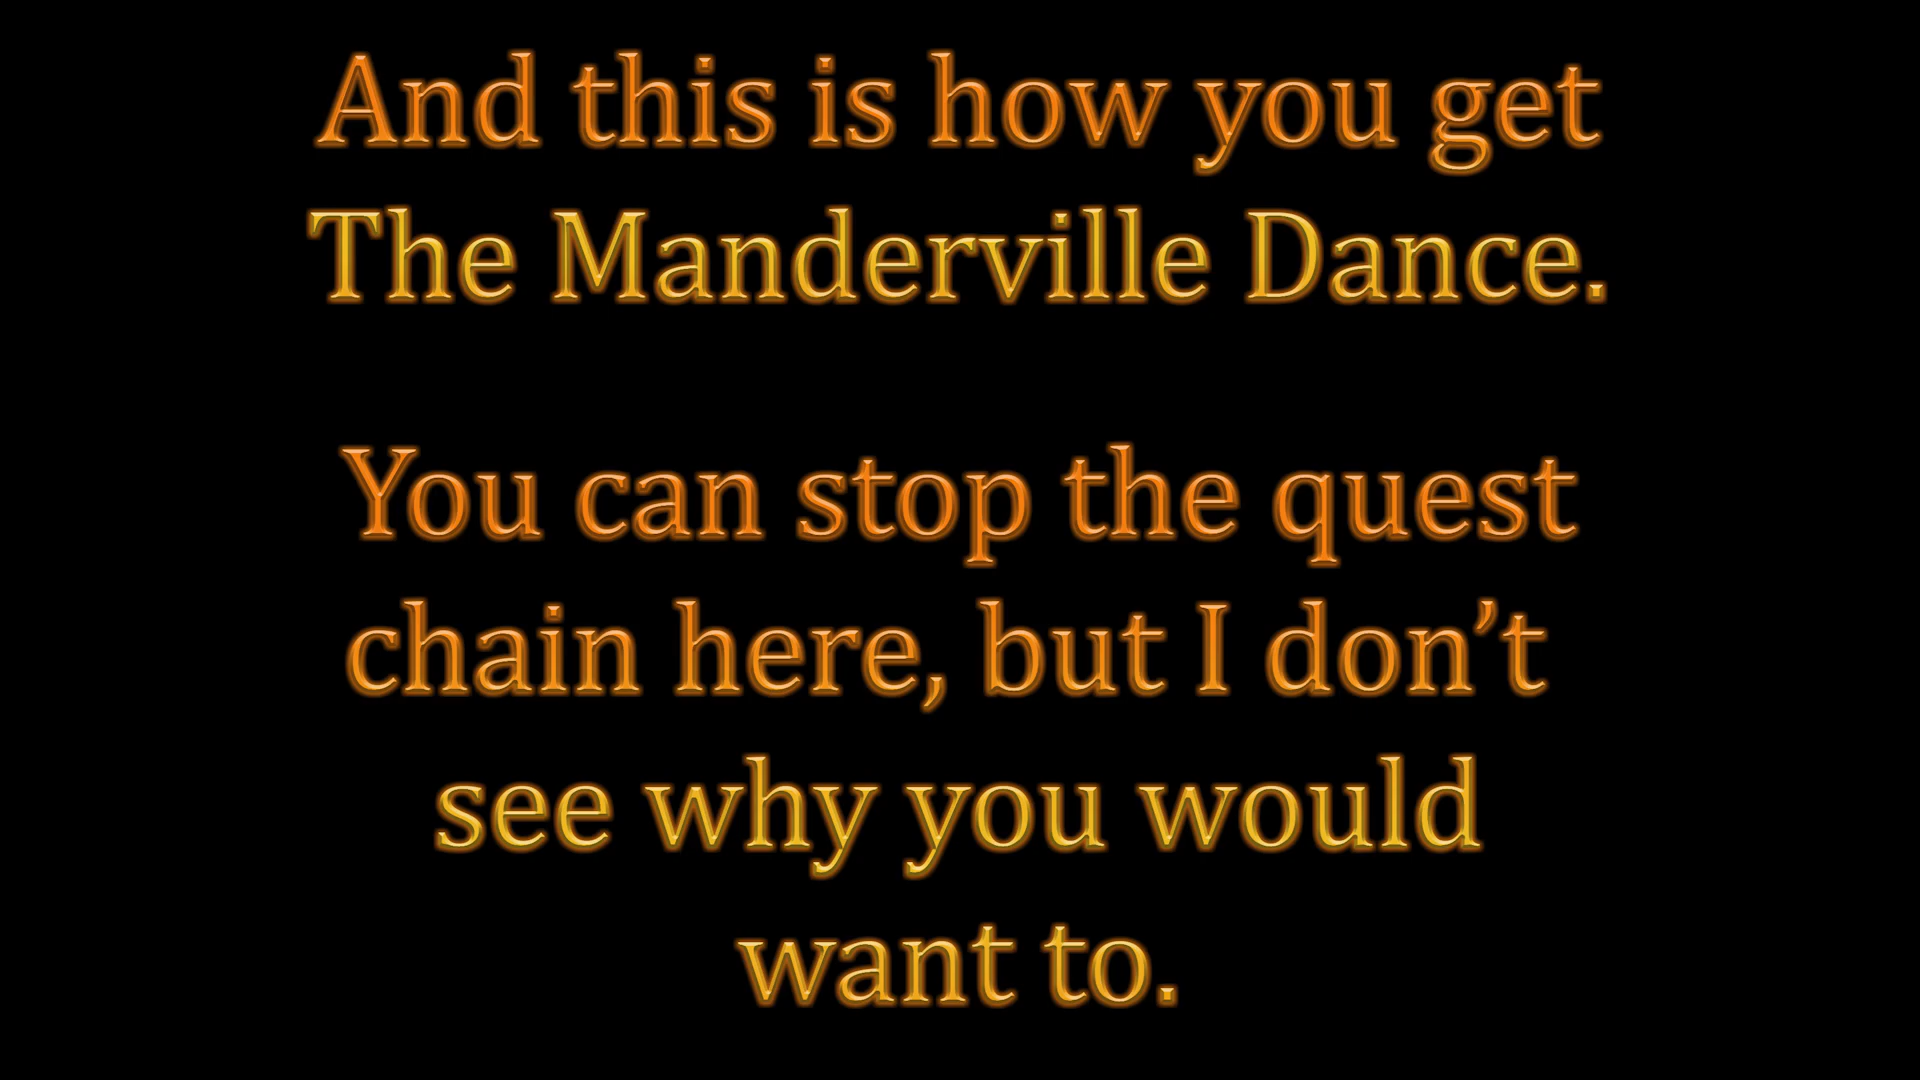 And this is how you get
The Manderville Dance.
You can stop the quest
chain here, but I don’t
see why you would
want to.